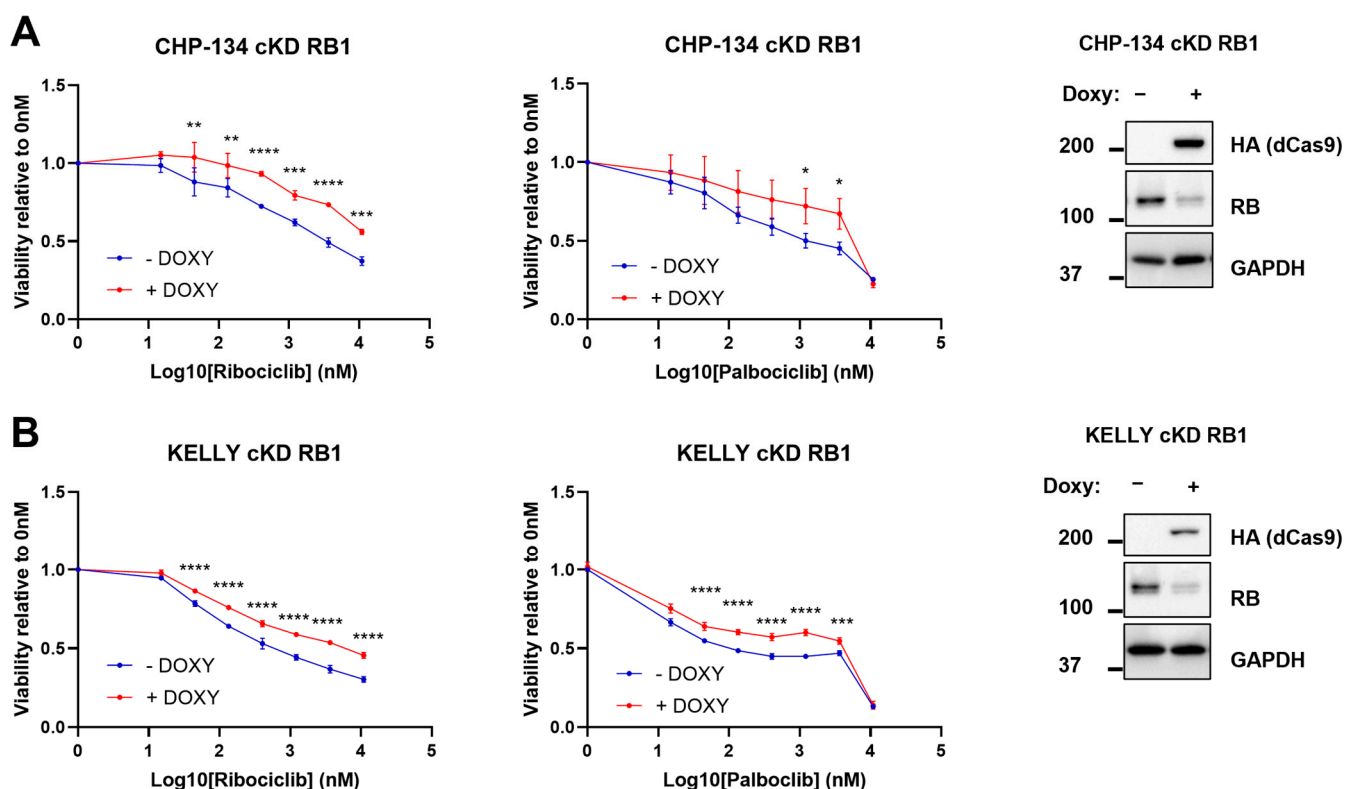 A
CHP-134 cKD RB1
Viability relative to 0nM
1.5
1.0
0.5
0.0
** ** **** *** **** ***
- DOXY
+ DOXY
0 1 2 3 4 5
Log10[Ribociclib] (nM)
CHP-134 cKD RB1
Viability relative to 0nM
1.5
1.0
0.5
0.0
* *
- DOXY
+ DOXY
0 1 2 3 4 5
Log10[Palbociclib] (nM)
CHP-134 cKD RB1
Doxy: – +
200 HA (dCas9)
100 RB
37 GAPDH
B
KELLY cKD RB1
Viability relative to 0nM
1.5
1.0
0.5
0.0
**** **** **** **** **** ****
- DOXY
+ DOXY
0 1 2 3 4 5
Log10[Ribociclib] (nM)
KELLY cKD RB1
Viability relative to 0nM
1.5
1.0
0.5
0.0
**** **** **** **** ***
- DOXY
+ DOXY
0 1 2 3 4 5
Log10[Palboclib] (nM)
KELLY cKD RB1
Doxy: – +
200 HA (dCas9)
100 RB
37 GAPDH